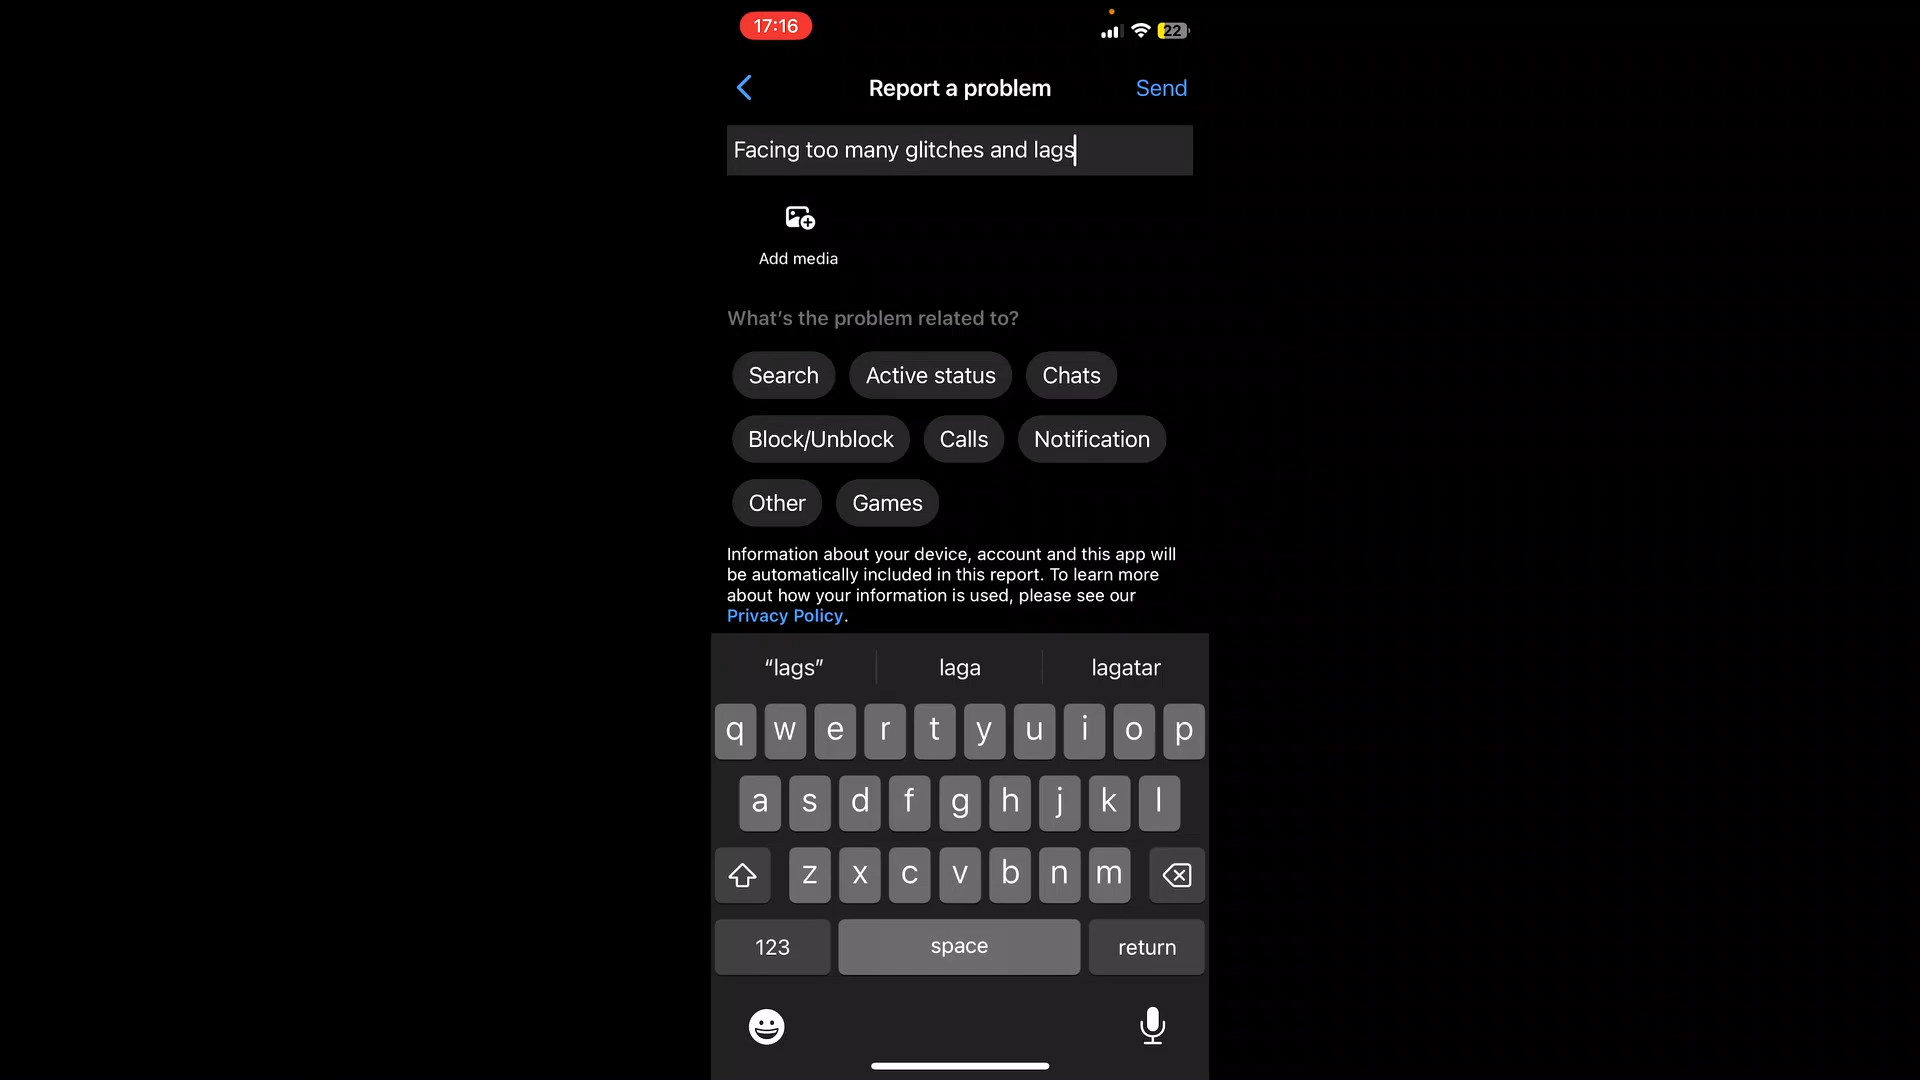 17:16
22
Report a problem
Send
Facing too many glitches and lags
Add media
What's the problem related to?
Search
Active status
Chats
Block/Unblock
Calls
Notification
Other
Games
Information about your device, account and this app will
be automatically included in this report. To learn more
about how your information is used, please see our
Privacy Policy.
“lags”
laga
lagatar
q w e r t y u i o p
a s d f g h j k l
z x c v b n m
123
space
return